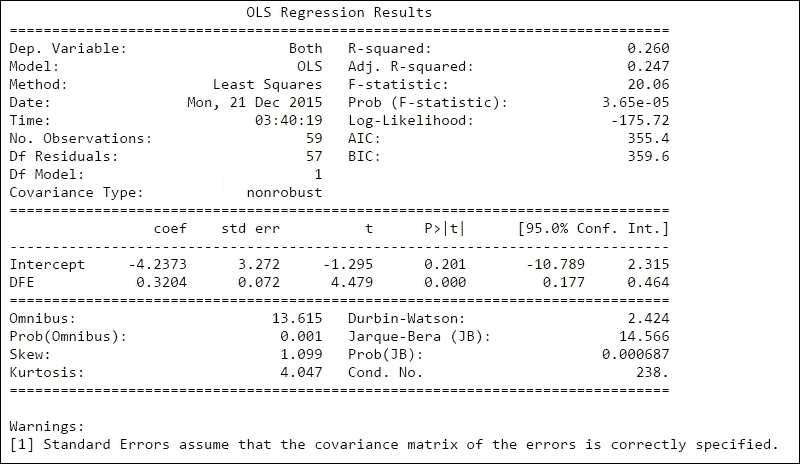 OLS Regression Results
==============================================================================
Dep. Variable: Both R-squared: 0.260
Model: OLS Adj. R-squared: 0.247
Method: Least Squares F-statistic: 20.06
Date: Mon, 21 Dec 2015 Prob (F-statistic): 3.65e-05
Time: 03:40:19 Log-Likelihood: -175.72
No. Observations: 59 AIC: 355.4
Df Residuals: 57 BIC: 359.6
Df Model: 1
Covariance Type: nonrobust
==============================================================================
coef std err t P>|t| [95.0% Conf. Int.]
------------------------------------------------------------------------------
Intercept -4.2373 3.272 -1.295 0.201 -10.789 2.315
DFE 0.3204 0.072 4.479 0.000 0.177 0.464
==============================================================================
Omnibus: 13.615 Durbin-Watson: 2.424
Prob(Omnibus): 0.001 Jarque-Bera (JB): 14.566
Skew: 1.099 Prob(JB): 0.000687
Kurtosis: 4.047 Cond. No. 238.
==============================================================================
Warnings:
[1] Standard Errors assume that the covariance matrix of the errors is correctly specified.